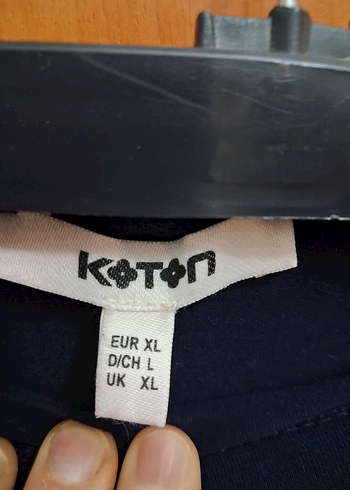 KOTON
EUR XL
D/CH L
UK XL